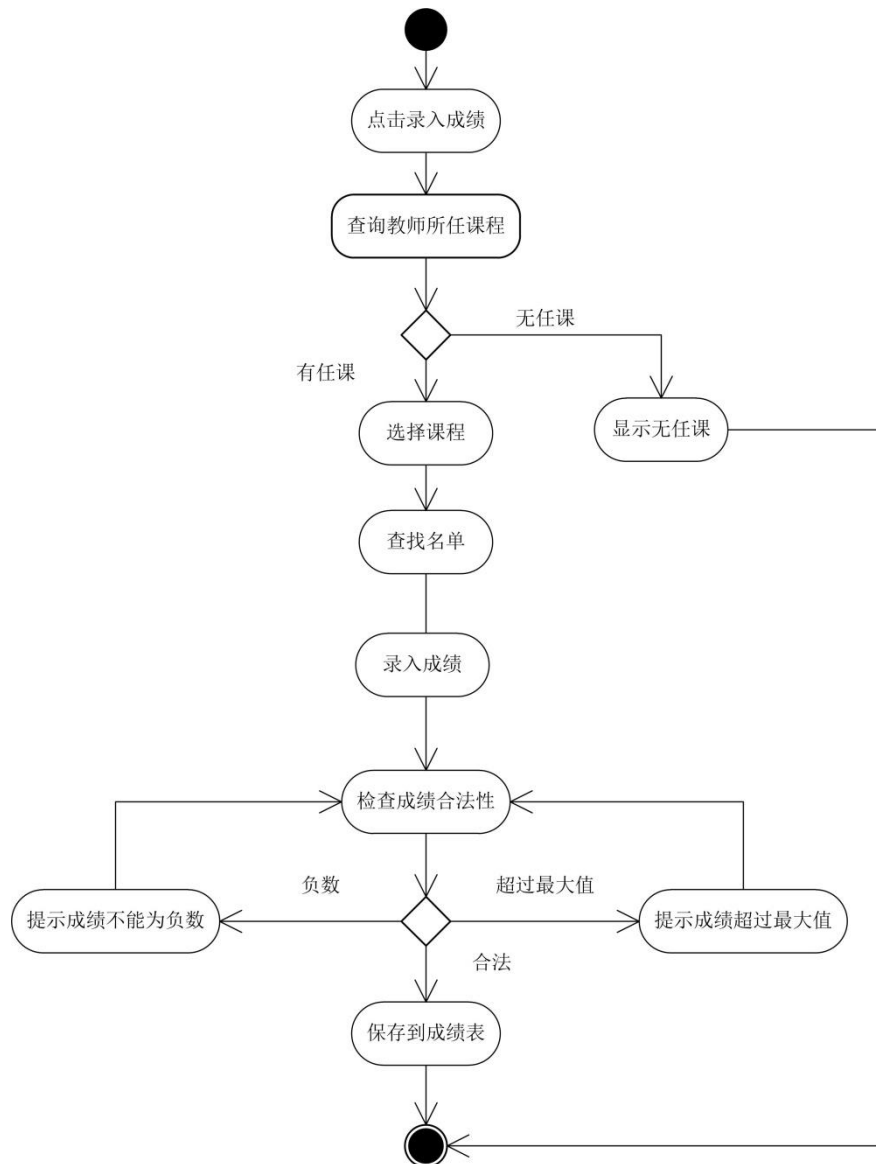 点击录入成绩
查询教师所任课程
无任课
有任课
选择课程
显示无任课
查找名单
录入成绩
检查成绩合法性
负数
超过最大值
提示成绩不能为负数
提示成绩超过最大值
合法
保存到成绩表